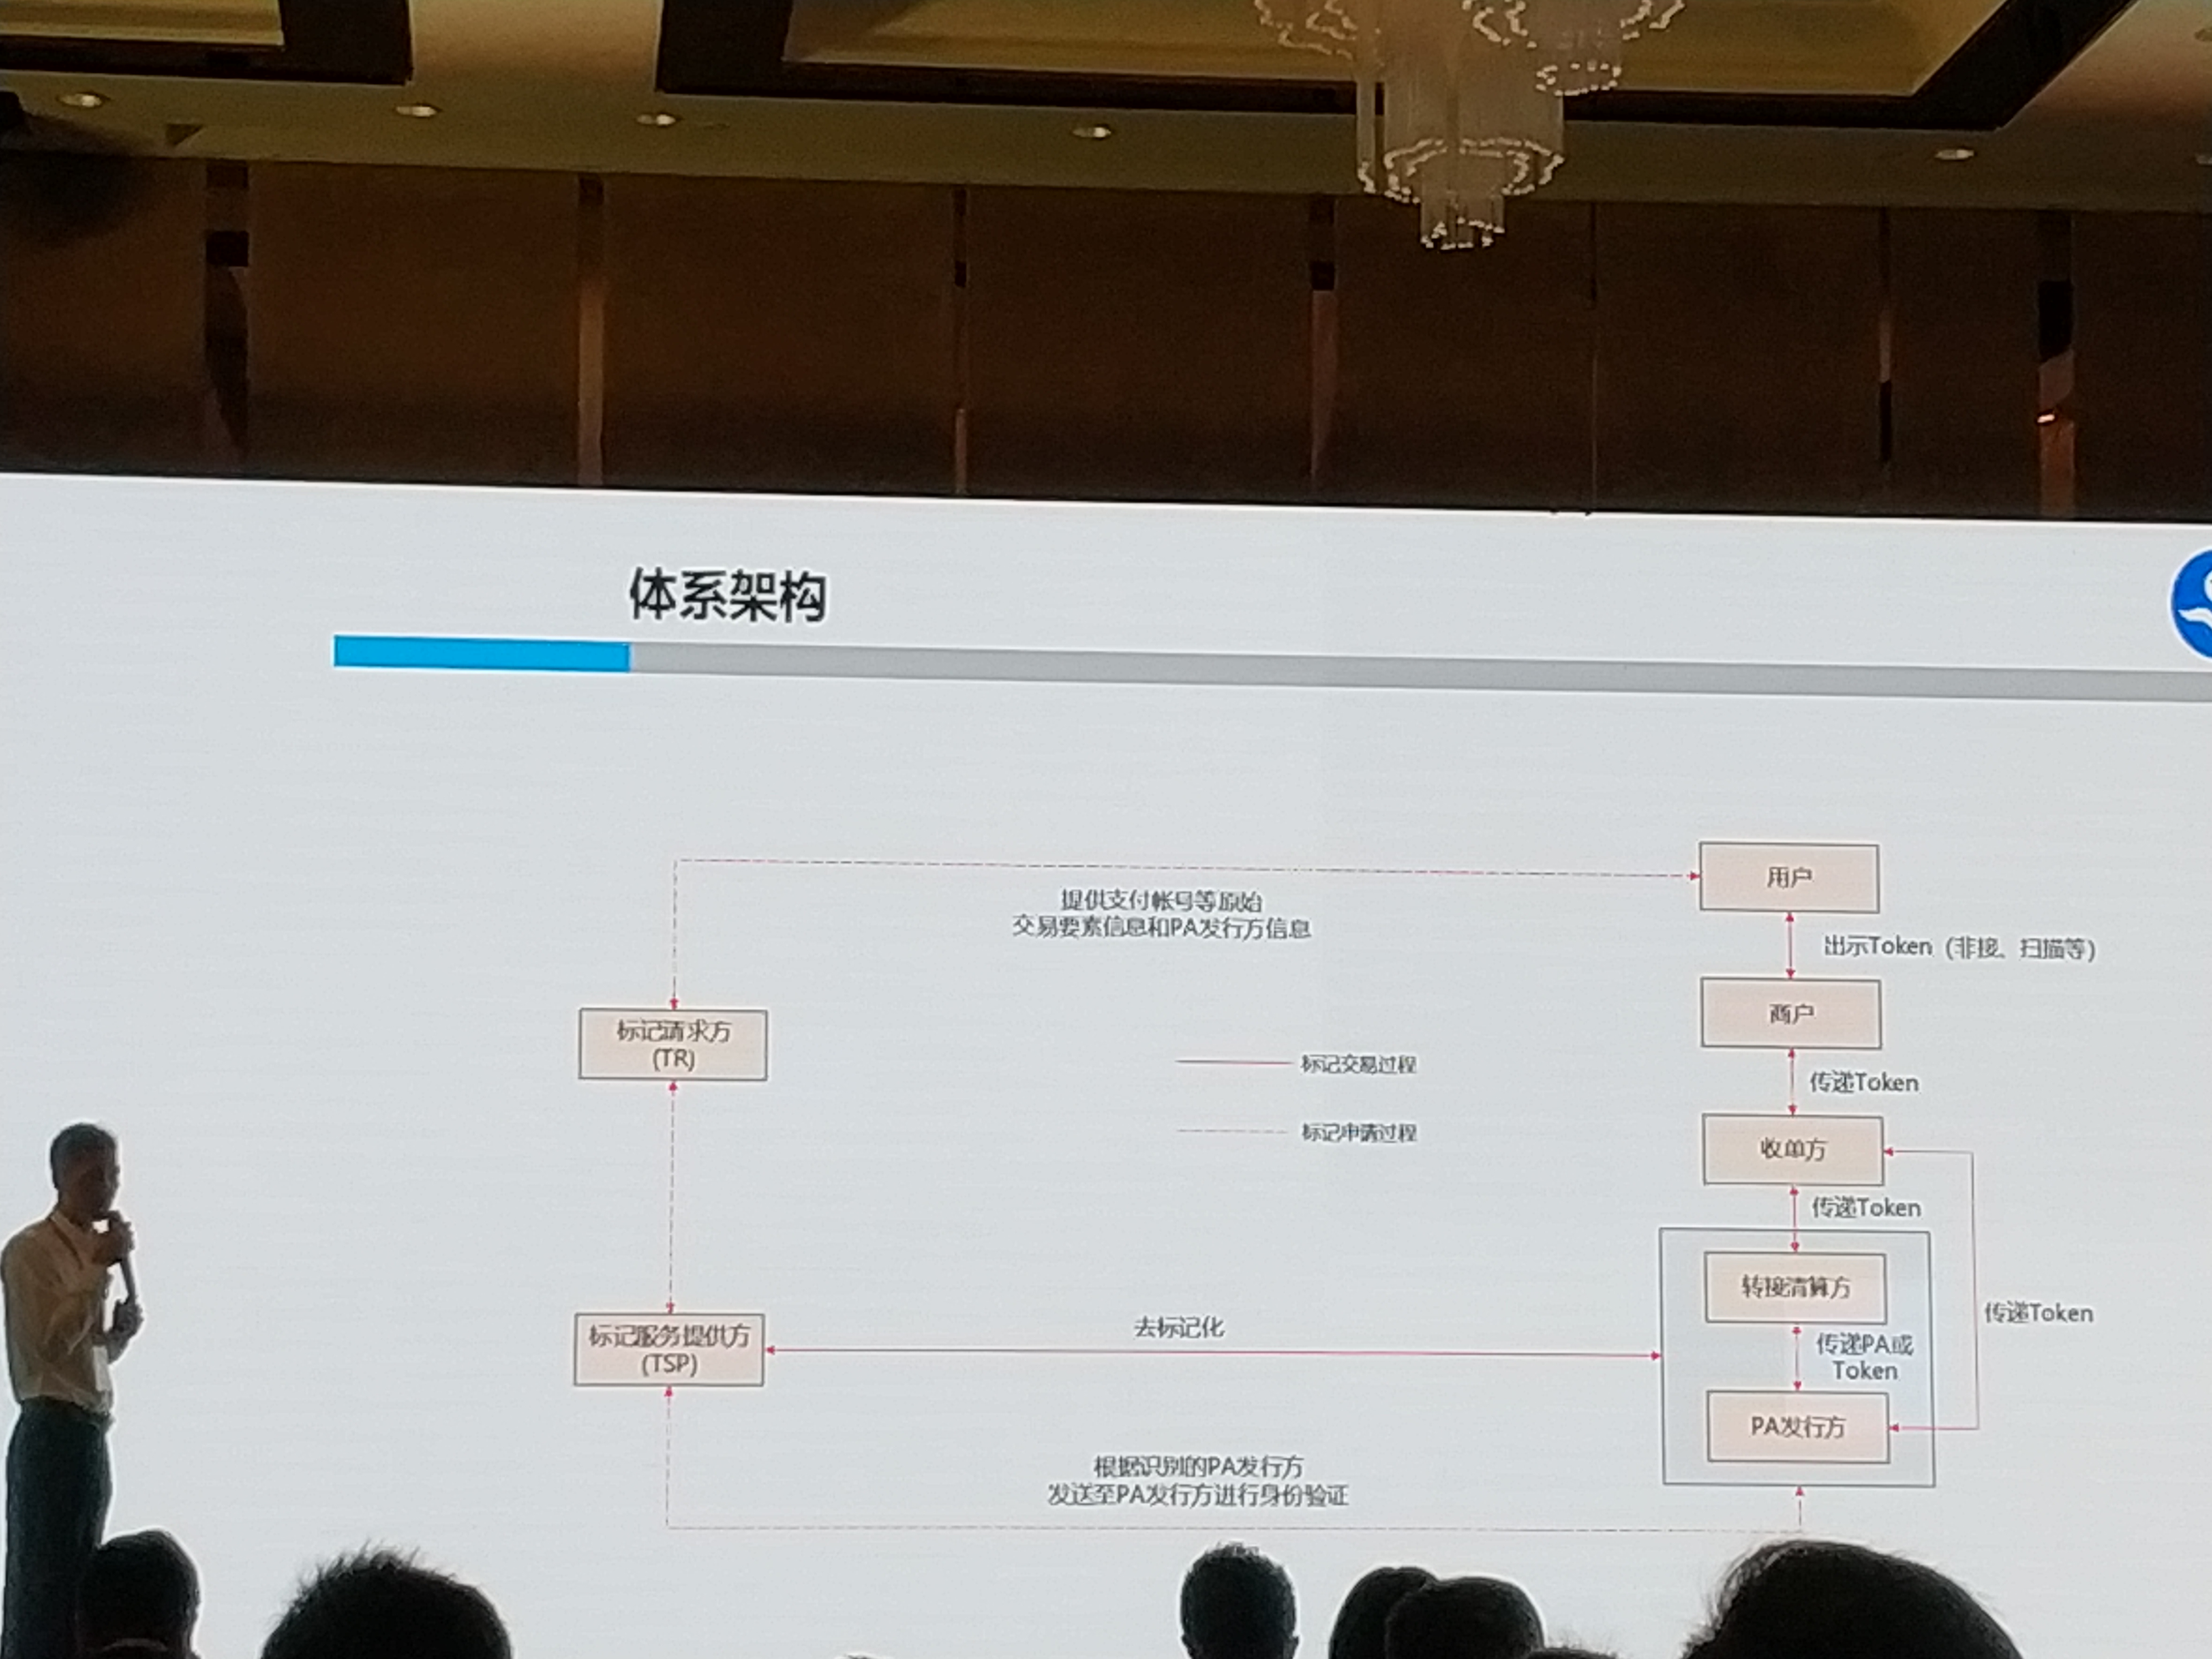 体系架构
用户
提供支付帐号等原始
交易要素信息和PA发行方信息
出示Token (非接、扫描等)
商户
标记请求方
(TR)
标记交易过程
传递Token
标记申请过程
收单方
传递Token
转接清算方
传递Token
标记服务提供方
(TSP)
去标记化
传递PA或
Token
PA发行方
根据识别的PA发行方
发送至PA发行方进行身份验证